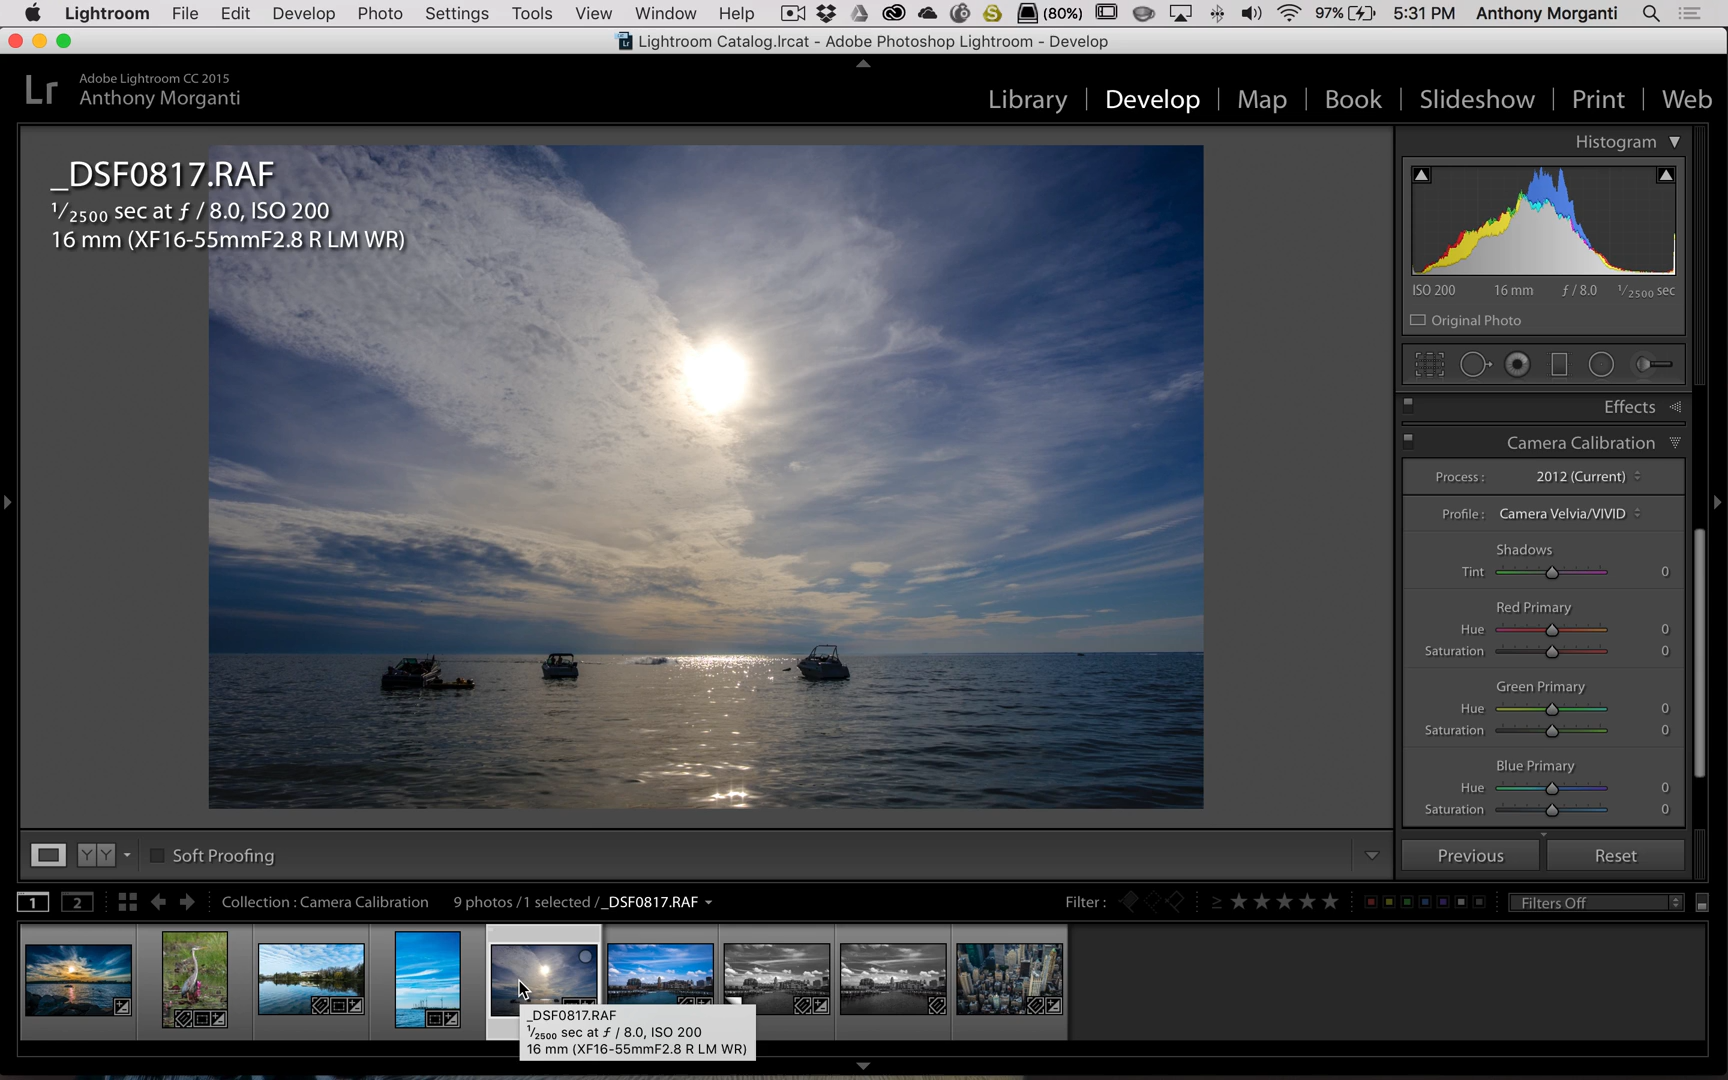 Lightroom File Edit Develop Photo Settings Tools View Window Help (80%) 97% 5:31 PM Anthony Morganti
Lightroom Catalog.lrcat - Adobe Photoshop Lightroom - Develop
Lr Adobe Lightroom CC 2015
Anthony Morganti
Library | Develop | Map | Book | Slideshow | Print | Web
_DSF0817.RAF
1/2500 sec at ƒ / 8.0, ISO 200
16 mm (XF16-55mmF2.8 R LM WR)
Histogram
ISO 200 16 mm ƒ / 8.0 1/2500 sec
Original Photo
Effects
Camera Calibration
Process : 2012 (Current)
Profile : Camera Velvia/VIVID
Shadows
Tint 0
Red Primary
Hue 0
Saturation 0
Green Primary
Hue 0
Saturation 0
Blue Primary
Hue 0
Saturation 0
Y Y Soft Proofing
Previous Reset
1 2 Collection : Camera Calibration 9 photos / 1 selected / _DSF0817.RAF Filter : ≥ ★ ★ ★ ★ ★ Filters Off
_DSF0817.RAF
1/2500 sec at ƒ / 8.0, ISO 200
16 mm (XF16-55mmF2.8 R LM WR)